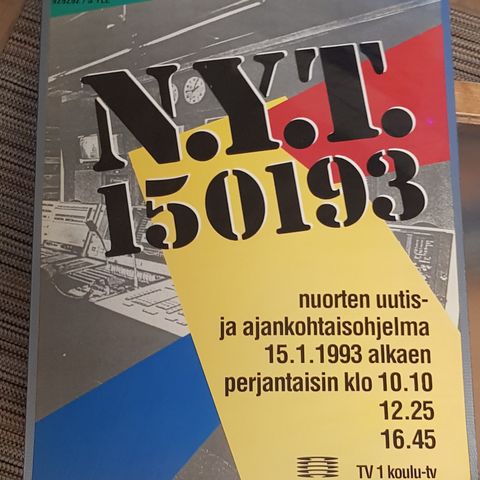 N.Y.T.
150193
nuorten uutis-
ja ajankohtaisohjelma
15.1.1993 alkaen
perjantaisin klo 10.10
12.25
16.45
TV 1 koulu-tv